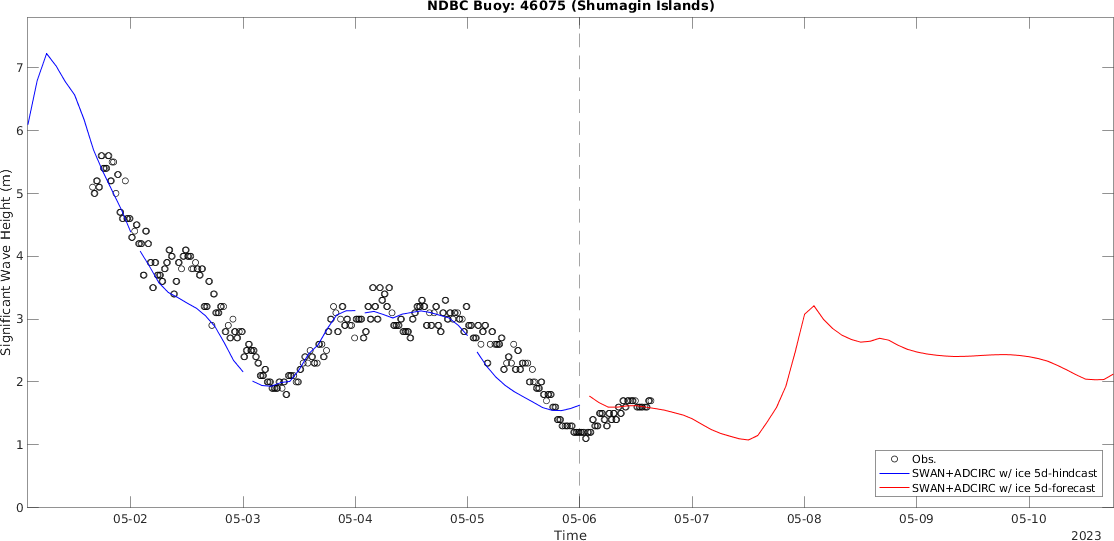 NDBC Buoy: 46075 (Shumagin Islands)
Significant Wave Height (m)
7
6
5
4
3
2
1
0
Obs.
SWAN+ADCIRC w/ ice 5d-hindcast
SWAN+ADCIRC w/ ice 5d-forecast
05-02 05-03 05-04 05-05 05-06 05-07 05-08 05-09 05-10
Time
2023